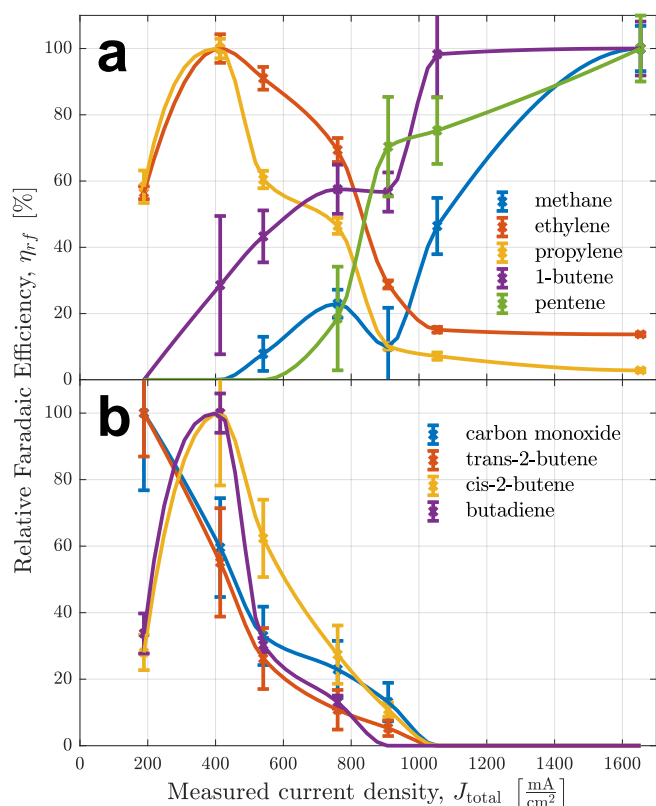 a
100
80
60
40
20
0
methane
ethylene
propylene
1-butene
pentene
Relative Faradaic Efficiency, η_rf [%]
b
100
80
60
40
20
0
carbon monoxide
trans-2-butene
cis-2-butene
butadiene
0 200 400 600 800 1000 1200 1400 1600
Measured current density, J_total [mA/cm²]